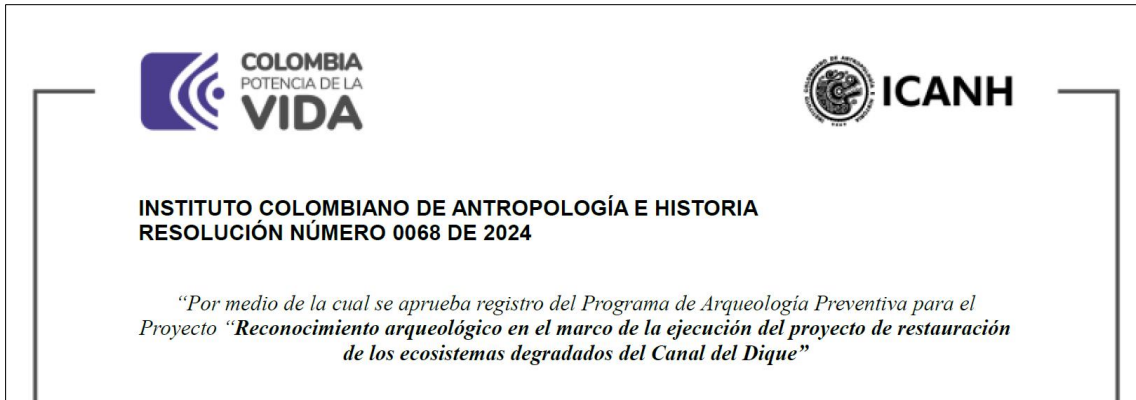 COLOMBIA
POTENCIA DE LA
VIDA
ICANH
INSTITUTO COLOMBIANO DE ANTROPOLOGÍA E HISTORIA
RESOLUCIÓN NÚMERO 0068 DE 2024
“Por medio de la cual se aprueba registro del Programa de Arqueología Preventiva para el
Proyecto “Reconocimiento arqueológico en el marco de la ejecución del proyecto de restauración
de los ecosistemas degradados del Canal del Dique”